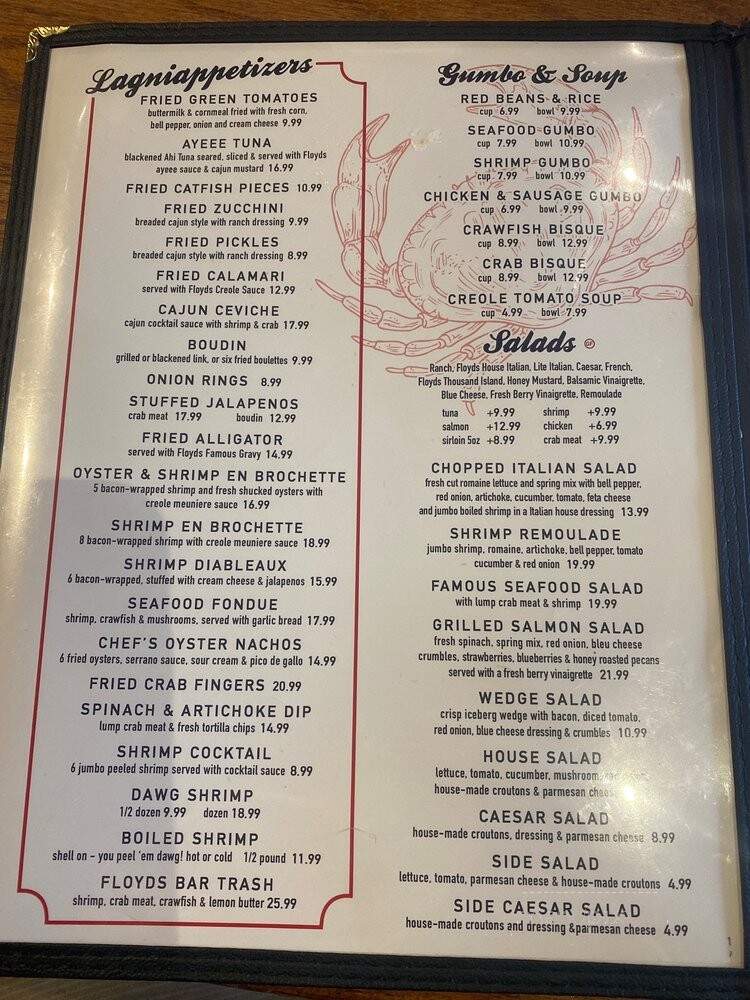 Lagniappetizers
FRIED GREEN TOMATOES
buttermilk & cornmeal fried with fresh corn,
bell pepper, onion and cream cheese 9.99
AYEEE TUNA
blackened Ahi Tuna seared, sliced & served with Floyds
ayeee sauce & cajun mustard 16.99
FRIED CATFISH PIECES 10.99
FRIED ZUCCHINI
breaded cajun style with ranch dressing 9.99
FRIED PICKLES
breaded cajun style with ranch dressing 8.99
FRIED CALAMARI
served with Floyds Creole Sauce 12.99
CAJUN CEVICHE
cajun cocktail sauce with shrimp & crab 17.99
BOUDIN
grilled or blackened link, or six fried boulettes 9.99
ONION RINGS 8.99
STUFFED JALAPENOS
crab meat 17.99 boudin 12.99
FRIED ALLIGATOR
served with Floyds Famous Gravy 14.99
OYSTER & SHRIMP EN BROCHETTE
5 bacon-wrapped shrimp and fresh shucked oysters with
creole meuniere sauce 16.99
SHRIMP EN BROCHETTE
8 bacon-wrapped shrimp with creole meuniere sauce 18.99
SHRIMP DIABLEAUX
6 bacon-wrapped, stuffed with cream cheese & jalapenos 15.99
SEAFOOD FONDUE
shrimp, crawfish & mushrooms, served with garlic bread 17.99
CHEF'S OYSTER NACHOS
6 fried oysters, serrano sauce, sour cream & pico de gallo 14.99
FRIED CRAB FINGERS 20.99
SPINACH & ARTICHOKE DIP
lump crab meat & fresh tortilla chips 14.99
SHRIMP COCKTAIL
6 jumbo peeled shrimp served with cocktail sauce 8.99
DAWG SHRIMP
1/2 dozen 9.99 dozen 18.99
BOILED SHRIMP
shell on - you peel 'em dawg! hot or cold 1/2 pound 11.99
FLOYDS BAR TRASH
shrimp, crab meat, crawfish & lemon butter 25.99
Gumbo & Soup
RED BEANS & RICE
cup 6.99 bowl 9.99
SEAFOOD GUMBO
cup 7.99 bowl 10.99
SHRIMP GUMBO
cup 7.99 bowl 10.99
CHICKEN & SAUSAGE GUMBO
cup 6.99 bowl 9.99
CRAWFISH BISQUE
cup 8.99 bowl 12.99
CRAB BISQUE
cup 8.99 bowl 12.99
CREOLE TOMATO SOUP
cup 4.99 bowl 7.99
Salads GF
Ranch, Floyds House Italian, Lite Italian, Caesar, French,
Floyds Thousand Island, Honey Mustard, Balsamic Vinaigrette,
Blue Cheese, Fresh Berry Vinaigrette, Remoulade
tuna +9.99 shrimp +9.99
salmon +12.99 chicken +6.99
sirloin 5oz +8.99 crab meat +9.99
CHOPPED ITALIAN SALAD
fresh cut romaine lettuce and spring mix with bell pepper,
red onion, artichoke, cucumber, tomato, feta cheese
and jumbo boiled shrimp in a Italian house dressing 13.99
SHRIMP REMOULADE
jumbo shrimp, romaine, artichoke, bell pepper, tomato
cucumber & red onion 19.99
FAMOUS SEAFOOD SALAD
with lump crab meat & shrimp 19.99
GRILLED SALMON SALAD
fresh spinach, spring mix, red onion, bleu cheese
crumbles, strawberries, blueberries & honey roasted pecans
served with a fresh berry vinaigrette 21.99
WEDGE SALAD
crisp iceberg wedge with bacon, diced tomato,
red onion, blue cheese dressing & crumbles 10.99
HOUSE SALAD
lettuce, tomato, cucumber, mushroom,
house-made croutons & parmesan
CAESAR SALAD
house-made croutons, dressing & parmesan cheese 8.99
SIDE SALAD
lettuce, tomato, parmesan cheese & house-made croutons 4.99
SIDE CAESAR SALAD
house-made croutons and dressing &parmesan cheese 4.99